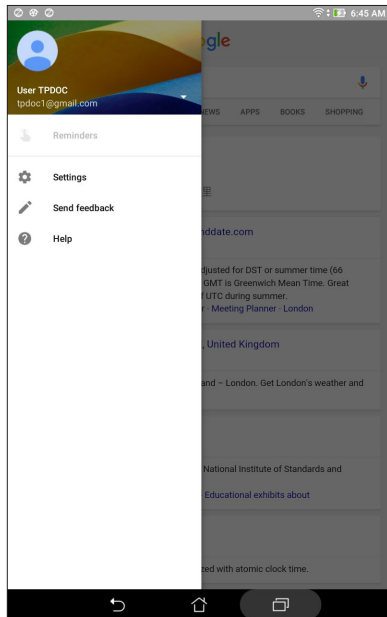 6:45 AM
gle
User TPDOC
tpdoc1@gmail.com
EWS APPS BOOKS SHOPPING
Reminders
Settings
Send feedback
里
Help
nddate.com
djusted for DST or summer time (66
GMT is Greenwich Mean Time. Great
f UTC during summer.
r - Meeting Planner - London
, United Kingdom
and – London. Get London's weather and
National Institute of Standards and
Educational exhibits about
zed with atomic clock time.